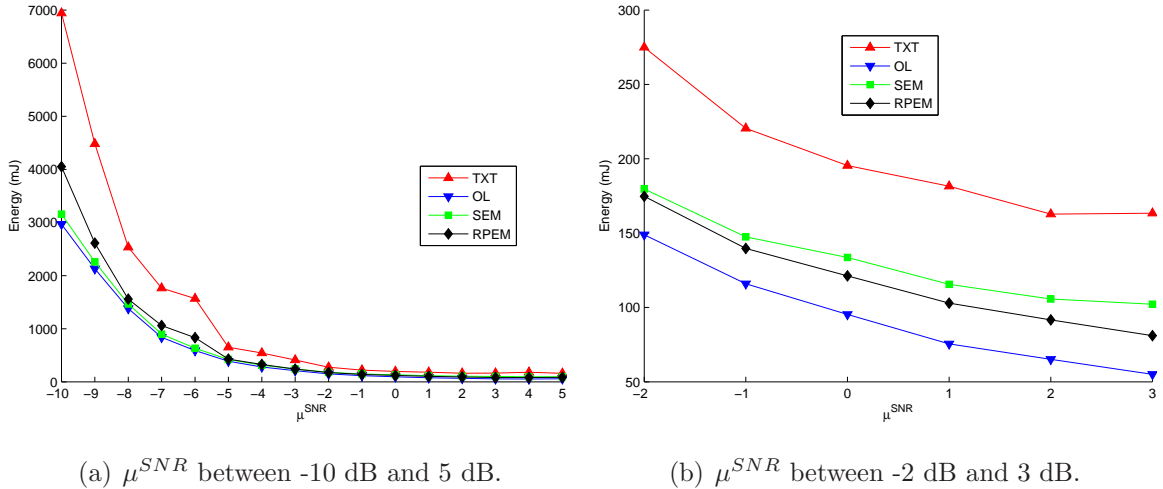 7000
6000
5000
4000
3000
2000
1000
0
Energy (mJ)
−10 −9 −8 −7 −6 −5 −4 −3 −2 −1 0 1 2 3 4 5
μ^SNR
TXT
OL
SEM
RPEM
(a) μ^SNR between -10 dB and 5 dB.
300
250
200
150
100
50
Energy (mJ)
−2 −1 0 1 2 3
μ^SNR
TXT
OL
SEM
RPEM
(b) μ^SNR between -2 dB and 3 dB.